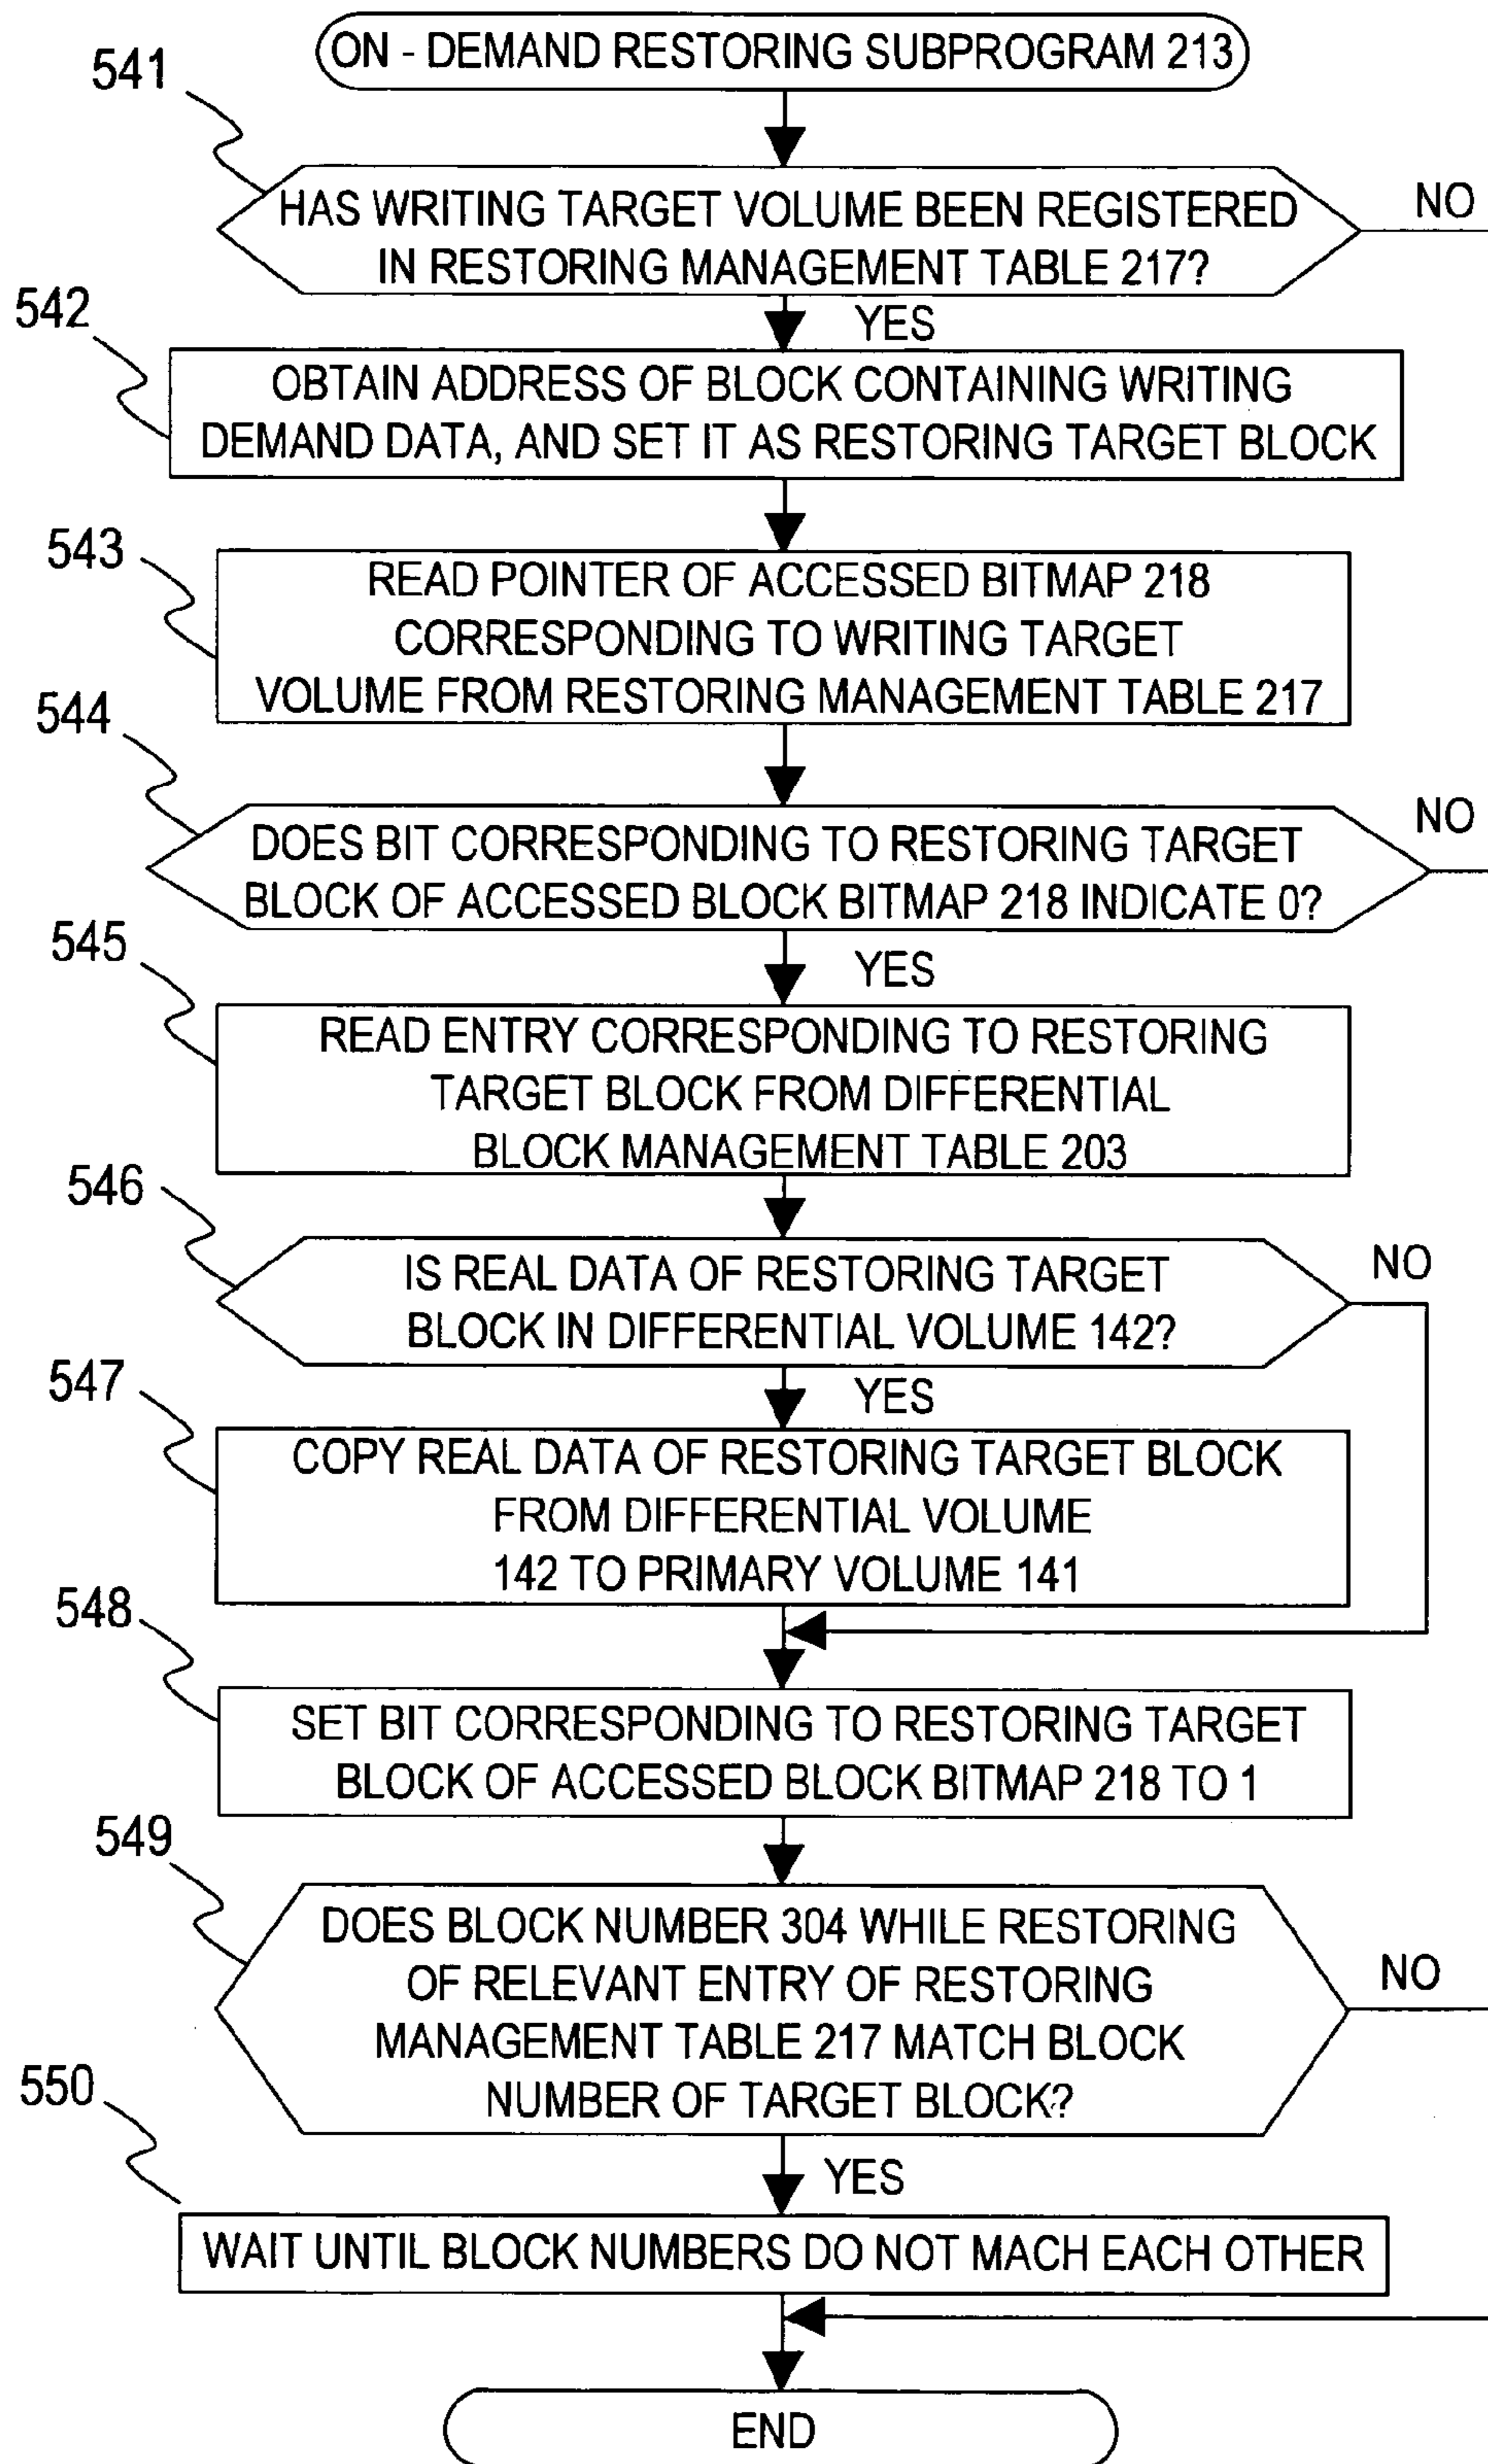 ON - DEMAND RESTORING SUBPROGRAM 213
541
HAS WRITING TARGET VOLUME BEEN REGISTERED
IN RESTORING MANAGEMENT TABLE 217?
NO
YES
542
OBTAIN ADDRESS OF BLOCK CONTAINING WRITING
DEMAND DATA, AND SET IT AS RESTORING TARGET BLOCK
543
READ POINTER OF ACCESSED BITMAP 218
CORRESPONDING TO WRITING TARGET
VOLUME FROM RESTORING MANAGEMENT TABLE 217
544
DOES BIT CORRESPONDING TO RESTORING TARGET
BLOCK OF ACCESSED BLOCK BITMAP 218 INDICATE 0?
NO
YES
545
READ ENTRY CORRESPONDING TO RESTORING
TARGET BLOCK FROM DIFFERENTIAL
BLOCK MANAGEMENT TABLE 203
546
IS REAL DATA OF RESTORING TARGET
BLOCK IN DIFFERENTIAL VOLUME 142?
NO
YES
547
COPY REAL DATA OF RESTORING TARGET BLOCK
FROM DIFFERENTIAL VOLUME
142 TO PRIMARY VOLUME 141
548
SET BIT CORRESPONDING TO RESTORING TARGET
BLOCK OF ACCESSED BLOCK BITMAP 218 TO 1
549
DOES BLOCK NUMBER 304 WHILE RESTORING
OF RELEVANT ENTRY OF RESTORING
MANAGEMENT TABLE 217 MATCH BLOCK
NUMBER OF TARGET BLOCK?
NO
YES
550
WAIT UNTIL BLOCK NUMBERS DO NOT MACH EACH OTHER
END